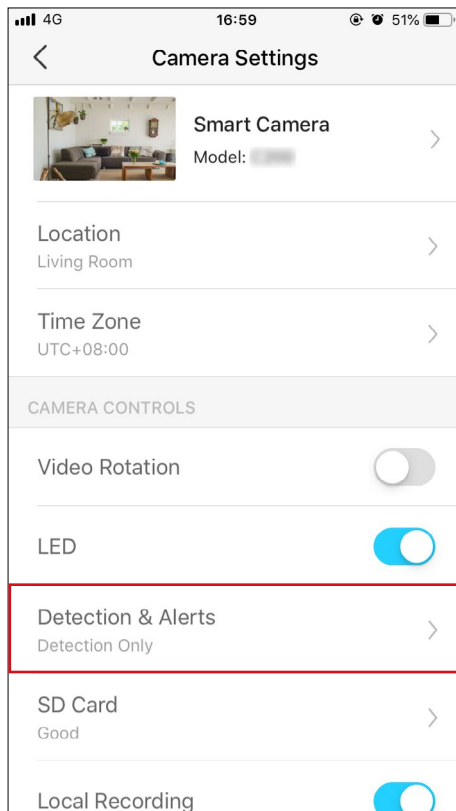 4G 16:59 51%
Camera Settings
Smart Camera
Model:
Location
Living Room
Time Zone
UTC+08:00
CAMERA CONTROLS
Video Rotation
LED
Detection & Alerts
Detection Only
SD Card
Good
Local Recording